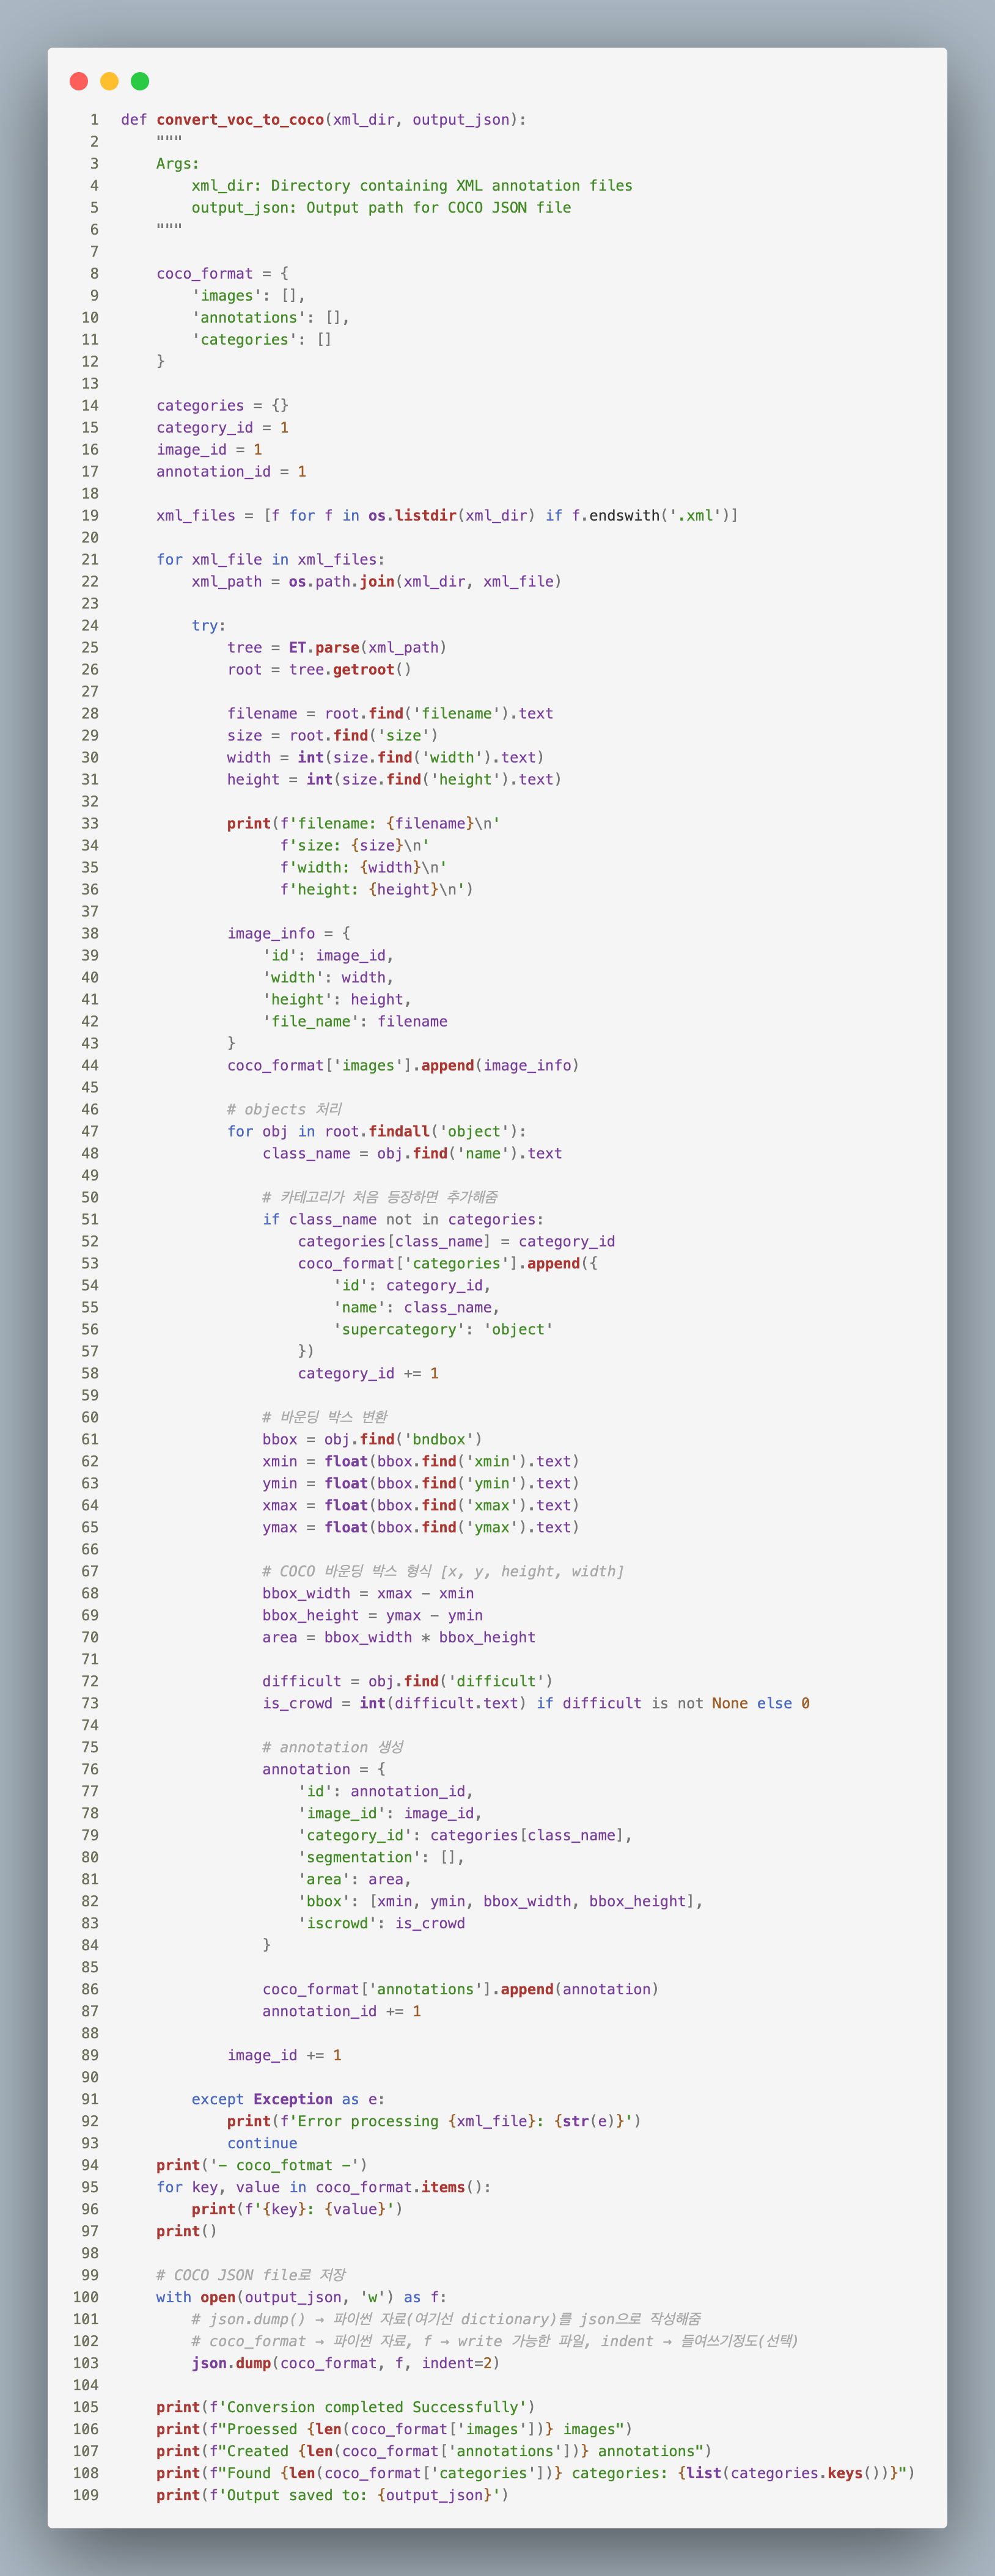 1 def convert_voc_to_coco(xml_dir, output_json):
2     """
3     Args:
4         xml_dir: Directory containing XML annotation files
5         output_json: Output path for COCO JSON file
6     """
7
8     coco_format = {
9         'images': [],
10         'annotations': [],
11         'categories': []
12     }
13
14     categories = {}
15     category_id = 1
16     image_id = 1
17     annotation_id = 1
18
19     xml_files = [f for f in os.listdir(xml_dir) if f.endswith('.xml')]
20
21     for xml_file in xml_files:
22         xml_path = os.path.join(xml_dir, xml_file)
23
24         try:
25             tree = ET.parse(xml_path)
26             root = tree.getroot()
27
28             filename = root.find('filename').text
29             size = root.find('size')
30             width = int(size.find('width').text)
31             height = int(size.find('height').text)
32
33             print(f'filename: {filename}\n'
34                   f'size: {size}\n'
35                   f'width: {width}\n'
36                   f'height: {height}\n')
37
38             image_info = {
39                 'id': image_id,
40                 'width': width,
41                 'height': height,
42                 'file_name': filename
43             }
44             coco_format['images'].append(image_info)
45
46             # objects 처리
47             for obj in root.findall('object'):
48                 class_name = obj.find('name').text
49
50                 # 카테고리가 처음 등장하면 추가해줌
51                 if class_name not in categories:
52                     categories[class_name] = category_id
53                     coco_format['categories'].append({
54                         'id': category_id,
55                         'name': class_name,
56                         'supercategory': 'object'
57                     })
58                     category_id += 1
59
60                 # 바운딩 박스 변환
61                 bbox = obj.find('bndbox')
62                 xmin = float(bbox.find('xmin').text)
63                 ymin = float(bbox.find('ymin').text)
64                 xmax = float(bbox.find('xmax').text)
65                 ymax = float(bbox.find('ymax').text)
66
67                 # COCO 바운딩 박스 형식 [x, y, height, width]
68                 bbox_width = xmax - xmin
69                 bbox_height = ymax - ymin
70                 area = bbox_width * bbox_height
71
72                 difficult = obj.find('difficult')
73                 is_crowd = int(difficult.text) if difficult is not None else 0
74
75                 # annotation 생성
76                 annotation = {
77                     'id': annotation_id,
78                     'image_id': image_id,
79                     'category_id': categories[class_name],
80                     'segmentation': [],
81                     'area': area,
82                     'bbox': [xmin, ymin, bbox_width, bbox_height],
83                     'iscrowd': is_crowd
84                 }
85
86                 coco_format['annotations'].append(annotation)
87                 annotation_id += 1
88
89             image_id += 1
90
91         except Exception as e:
92             print(f'Error processing {xml_file}: {str(e)}')
93             continue
94     print('- coco_fotmat -')
95     for key, value in coco_format.items():
96         print(f'{key}: {value}')
97     print()
98
99     # COCO JSON file로 저장
100     with open(output_json, 'w') as f:
101         # json.dump() → 파이썬 자료(여기선 dictionary)를 json으로 작성해줌
102         # coco_format → 파이썬 자료, f → write 가능한 파일, indent → 들여쓰기정도(선택)
103         json.dump(coco_format, f, indent=2)
104
105     print(f'Conversion completed Successfully')
106     print(f"Proessed {len(coco_format['images'])} images")
107     print(f"Created {len(coco_format['annotations'])} annotations")
108     print(f"Found {len(coco_format['categories'])} categories: {list(categories.keys())}")
109     print(f'Output saved to: {output_json}')